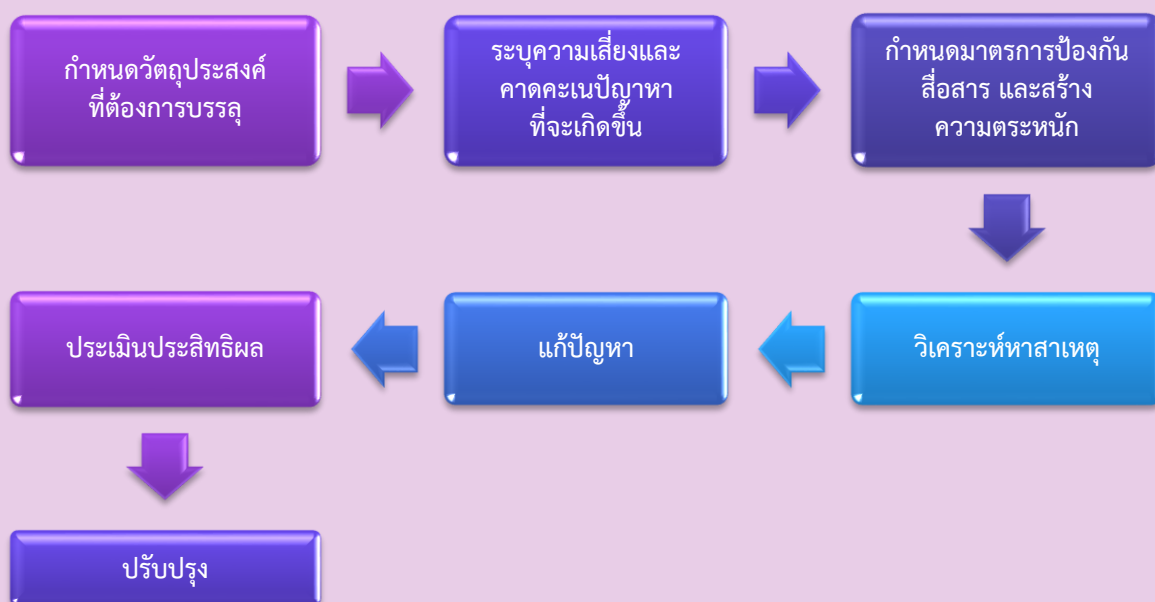 กำหนดวัตถุประสงค์
ที่ต้องการบรรลุ
ระบุความเสี่ยงและ
คาดคะเนปัญหา
ที่จะเกิดขึ้น
กำหนดมาตรการป้องกัน
สื่อสาร และสร้าง
ความตระหนัก
วิเคราะห์หาสาเหตุ
แก้ปัญหา
ประเมินประสิทธิผล
ปรับปรุง